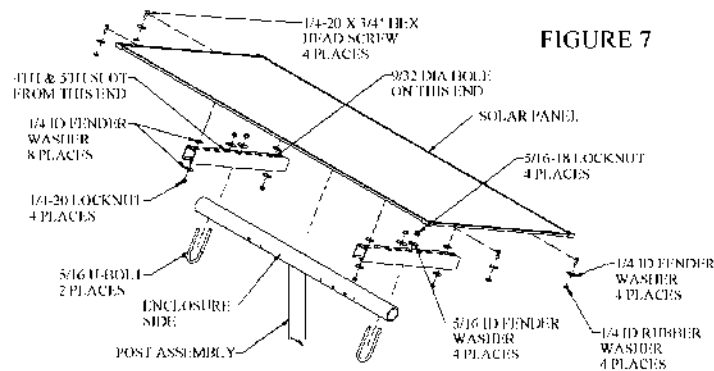 1/4-20 X 3/4" HEX
HEAD SCREW
4 PLACES
FIGURE 7
4TH & 5TH SLOT
FROM THIS END
9/32 DIA HOLE
ON THIS END
SOLAR PANEL
1/4 ID FENDER
WASHER
8 PLACES
5/16-18 LOCKNUT
4 PLACES
1/4-20 LOCKNUT
4 PLACES
5/16 U-BOLT
2 PLACES
ENCLOSURE
SIDE
POST ASSEMBLY
5/16 ID FENDER
WASHER
4 PLACES
1/4 ID FENDER
WASHER
4 PLACES
1/4 ID RUBBER
WASHER
4 PLACES